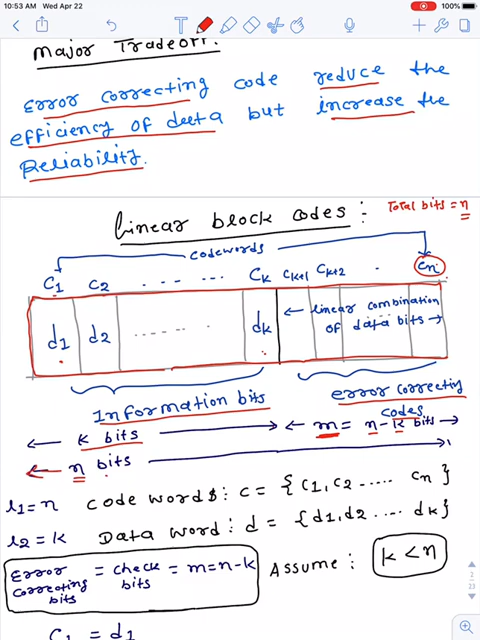 10:53 AM Wed Apr 22
100%
Major Tradeoff:
Error correcting code reduce the
efficiency of data but increase the
Reliability.
Linear block codes:
Total bits = n
codewords
C1 C2 .... ... Ck Ck+1 Ck+2 . Cn
d1 d2 ...... .. dk ← linear combination
of data bits →
Information bits
error correcting
codes
← k bits → ← m = n - k bits →
← n bits →
l1 = n code words: c = {C1, C2 ..... Cn}
l2 = k Data word: d = {d1, d2 .... dk}
Error correcting bits = check bits = m = n-k
Assume: k < n
2
23
C1 = d1